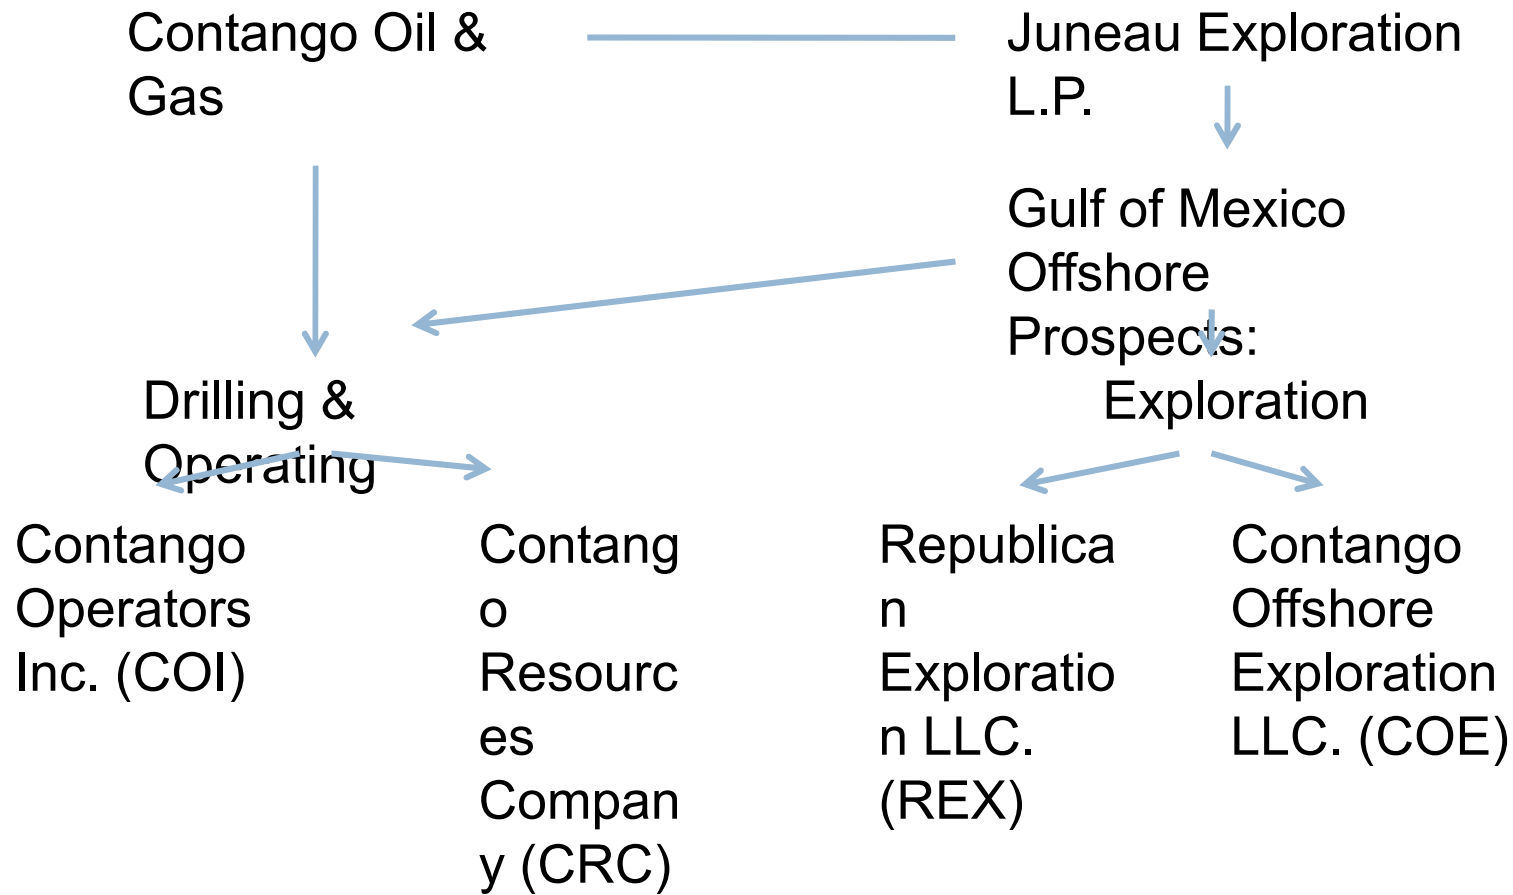 Contango Oil &
Gas
Juneau Exploration
L.P.
Gulf of Mexico
Offshore
Prospects:
Exploration
Drilling &
Operating
Contango
Operators
Inc. (COI)
Contang
o
Resourc
es
Compan
y (CRC)
Republica
n
Exploratio
n LLC.
(REX)
Contango
Offshore
Exploration
LLC. (COE)